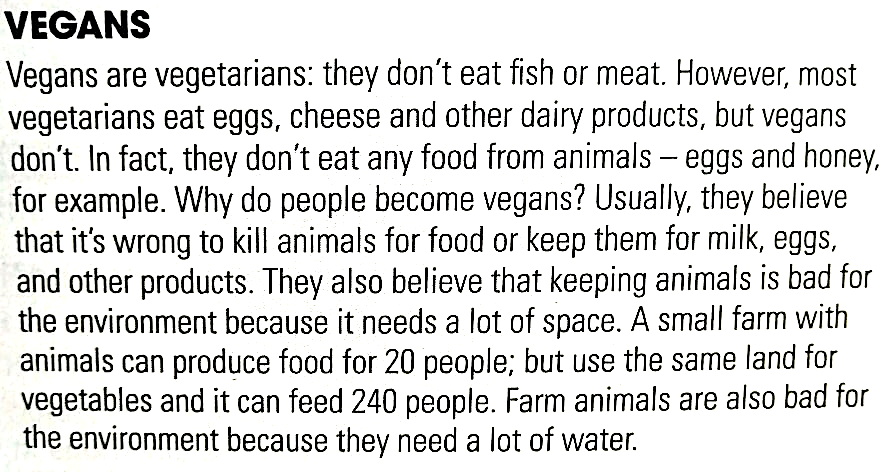 VEGANS
Vegans are vegetarians: they don't eat fish or meat. However, most
vegetarians eat eggs, cheese and other dairy products, but vegans
don't. In fact, they don't eat any food from animals – eggs and honey,
for example. Why do people become vegans? Usually, they believe
that it's wrong to kill animals for food or keep them for milk, eggs,
and other products. They also believe that keeping animals is bad for
the environment because it needs a lot of space. A small farm with
animals can produce food for 20 people; but use the same land for
vegetables and it can feed 240 people. Farm animals are also bad for
the environment because they need a lot of water.